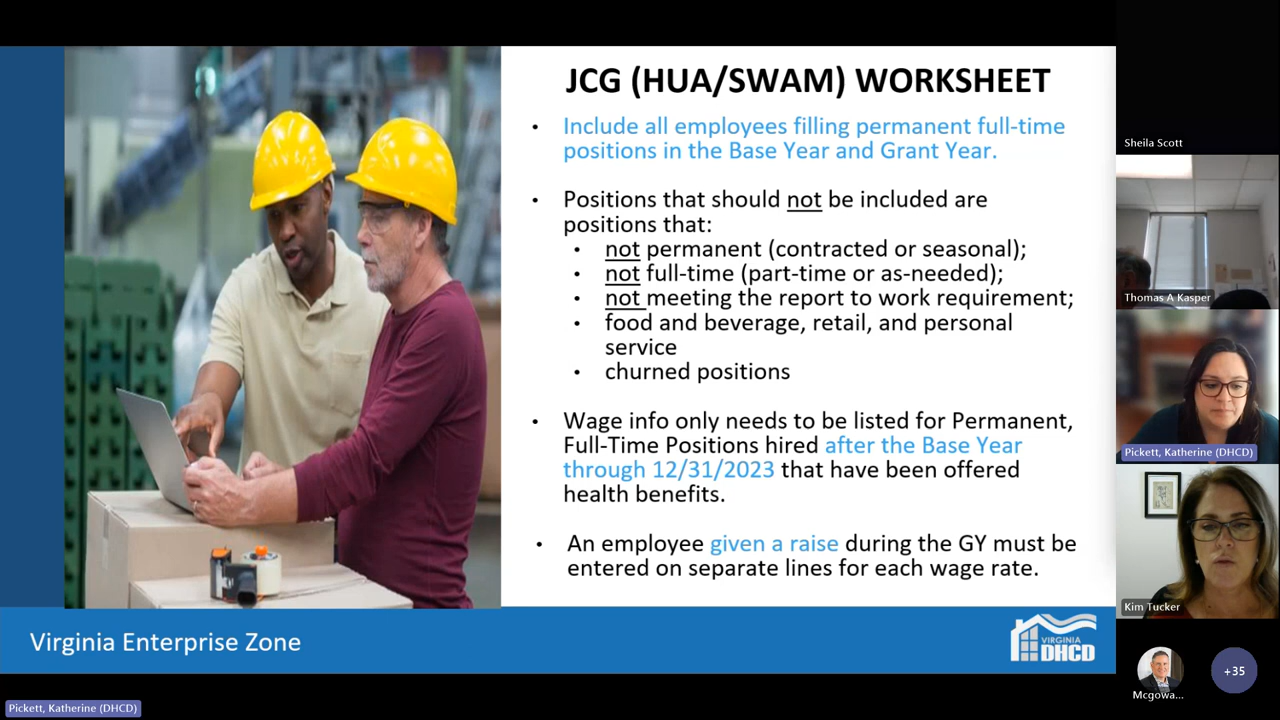 JCG (HUA/SWAM) WORKSHEET
• Include all employees filling permanent full-time
positions in the Base Year and Grant Year.
• Positions that should not be included are
positions that:
• not permanent (contracted or seasonal);
• not full-time (part-time or as-needed);
• not meeting the report to work requirement;
• food and beverage, retail, and personal
service
• churned positions
• Wage info only needs to be listed for Permanent,
Full-Time Positions hired after the Base Year
through 12/31/2023 that have been offered
health benefits.
• An employee given a raise during the GY must be
entered on separate lines for each wage rate.
Virginia Enterprise Zone
VIRGINIA
DHCD
Sheila Scott
Thomas A Kasper
Pickett, Katherine (DHCD)
Kim Tucker
Mcgowa...
+35
Pickett, Katherine (DHCD)